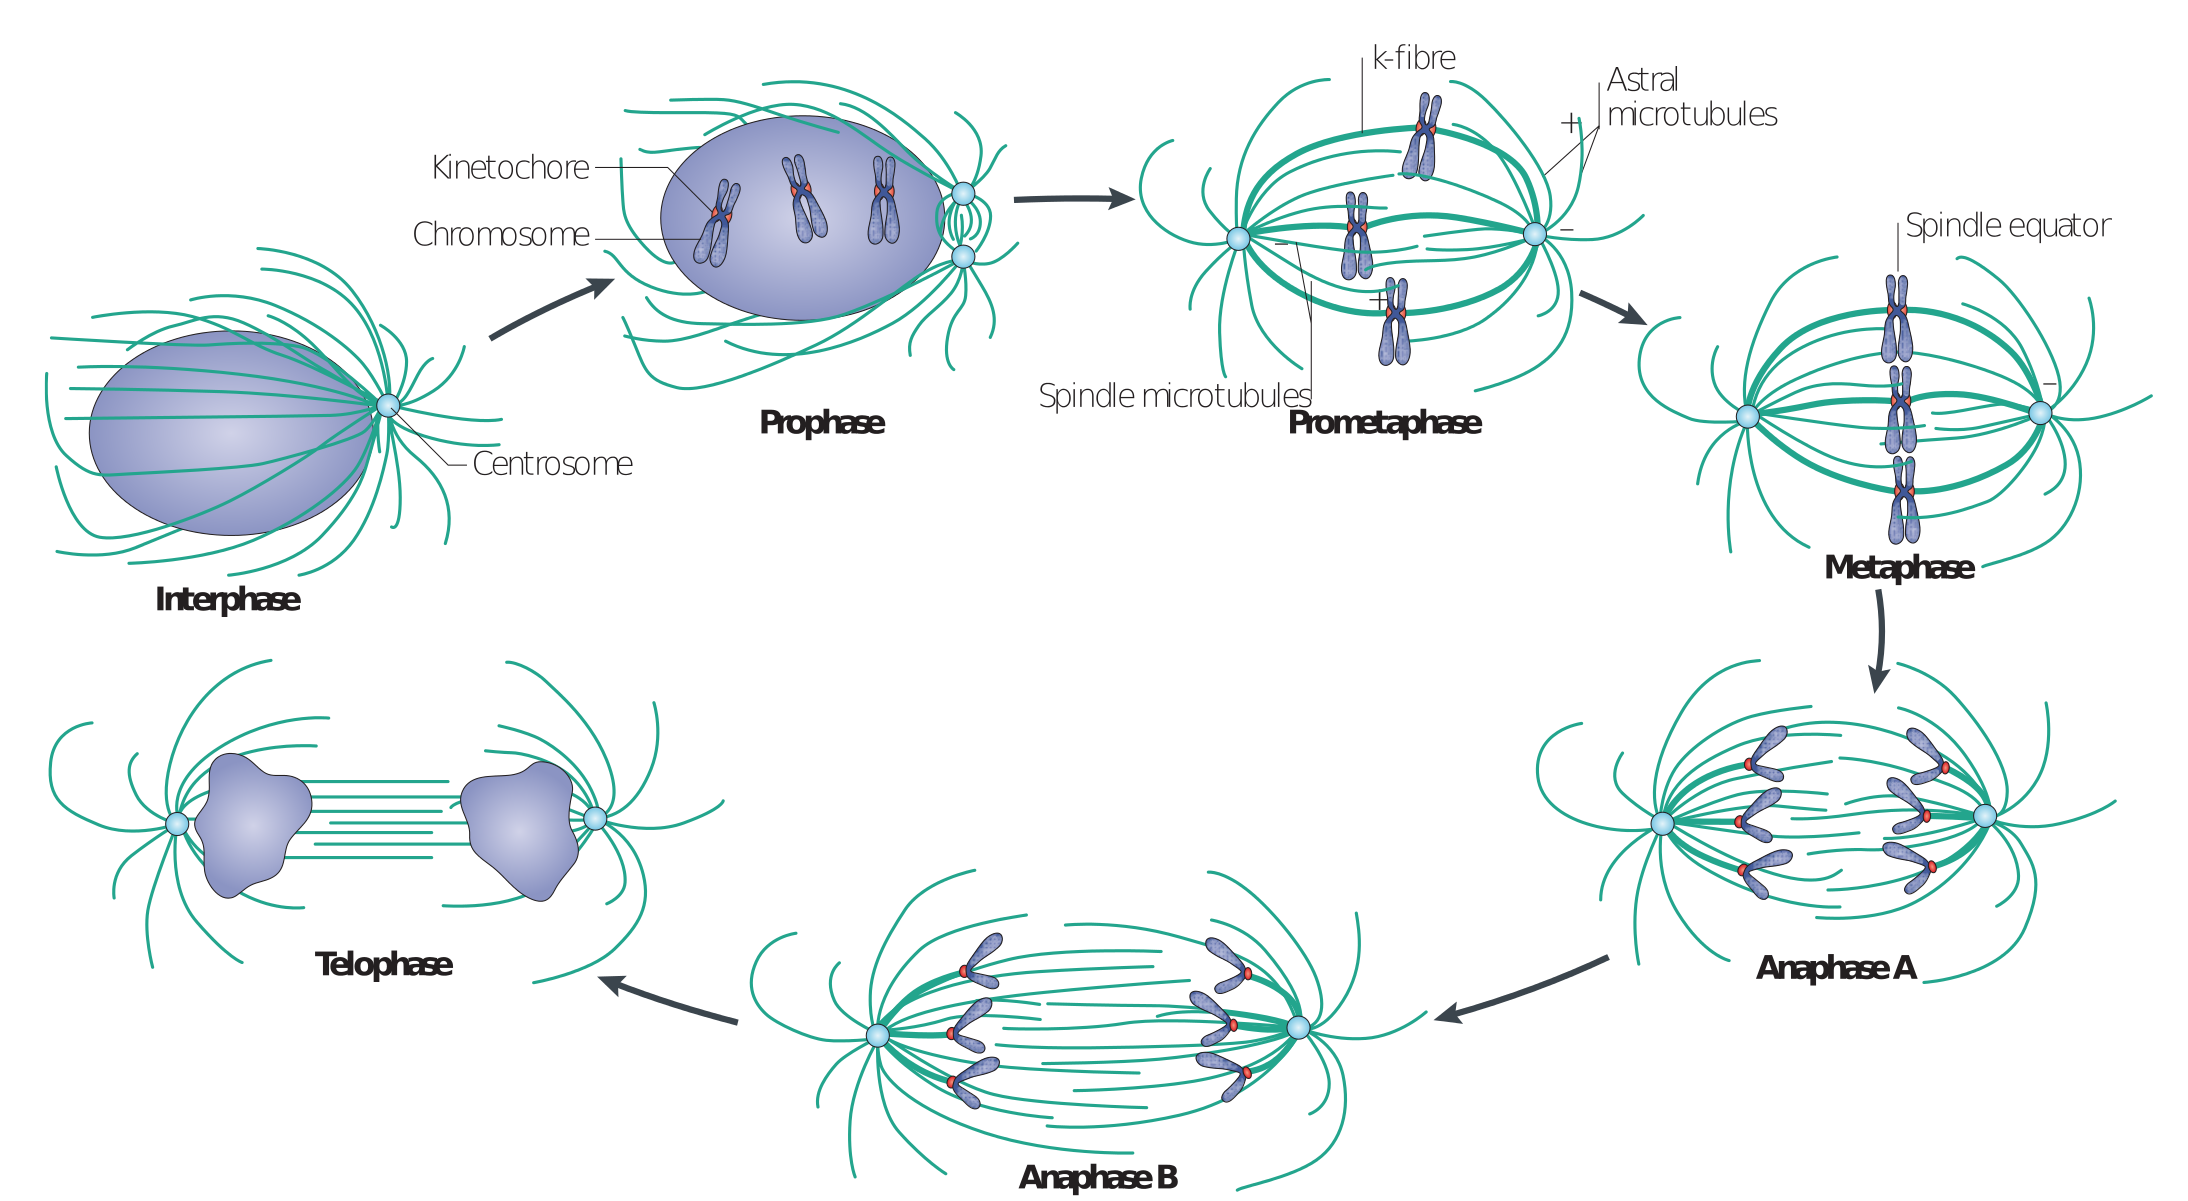 k-fibre
Astral
microtubules
+
Kinetochore
Chromosome
−
−
+
Spindle equator
−
Spindle microtubules
Prophase
Prometaphase
Centrosome
Metaphase
Interphase
Telophase
Anaphase A
Anaphase B